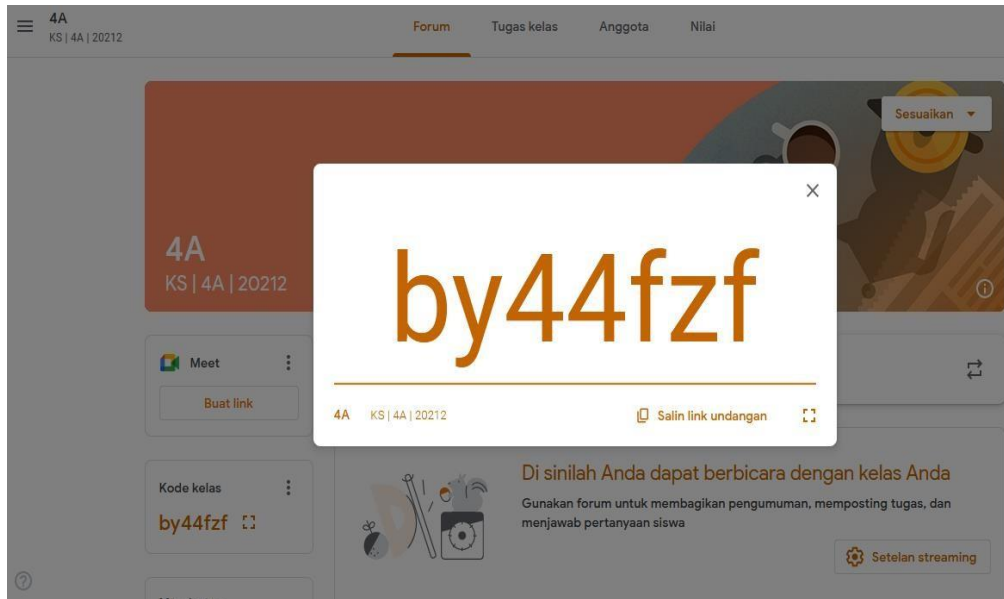 4A
KS | 4A | 20212
Forum
Tugas kelas
Anggota
Nilai
Sesuaikan
4A
KS | 4A | 20212
by44fzf
4A KS | 4A | 20212 Salin link undangan
Meet
Buat link
Kode kelas
by44fzf
Di sinilah Anda dapat berbicara dengan kelas Anda
Gunakan forum untuk membagikan pengumuman, memposting tugas, dan
menjawab pertanyaan siswa
Setelan streaming